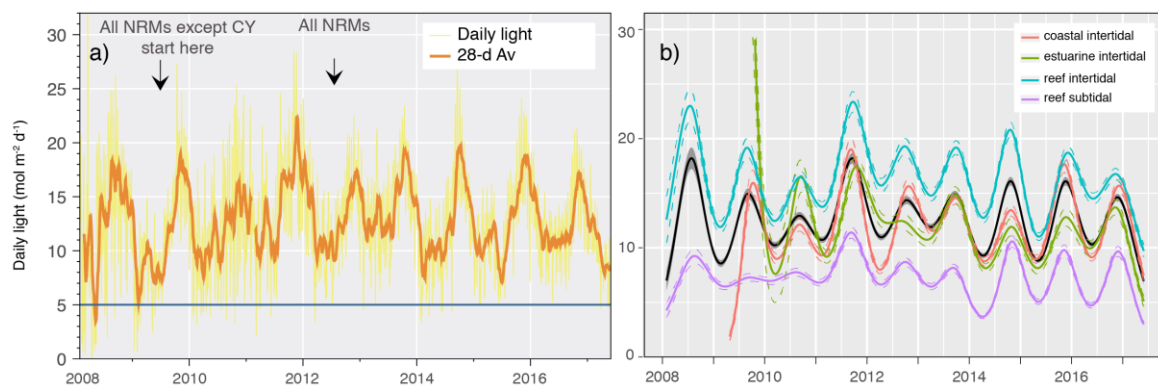 a)
All NRMs except CY
start here
All NRMs
Daily light
28-d Av
Daily light (mol m⁻² d⁻¹)
30
25
20
15
10
5
0
2008
2010
2012
2014
2016
b)
coastal intertidal
estuarine intertidal
reef intertidal
reef subtidal
30
20
10
0
2008
2010
2012
2014
2015
2016